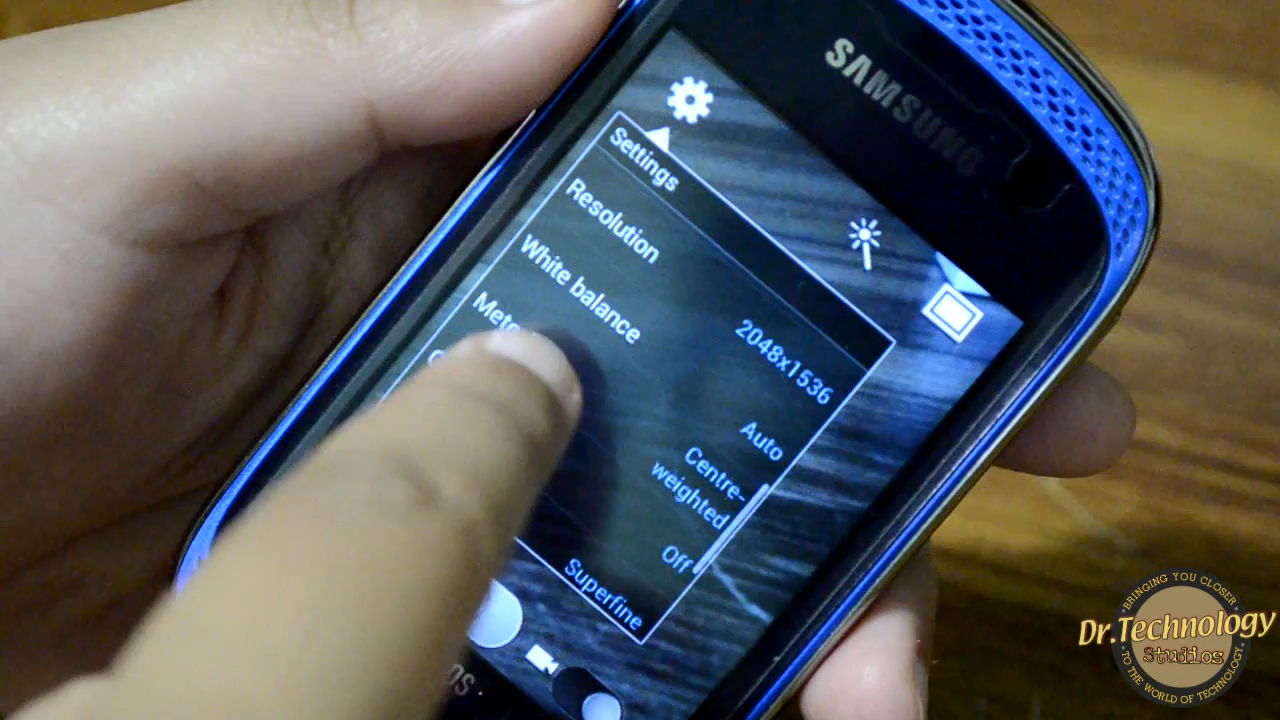 SAMSUNG
Settings
Resolution
2048x1536
White balance
Auto
Centre-
weighted
Off
Superfine
BRINGING YOU CLOSER
Dr.Technology
Studios
TO THE WORLD OF TECHNOLOGY